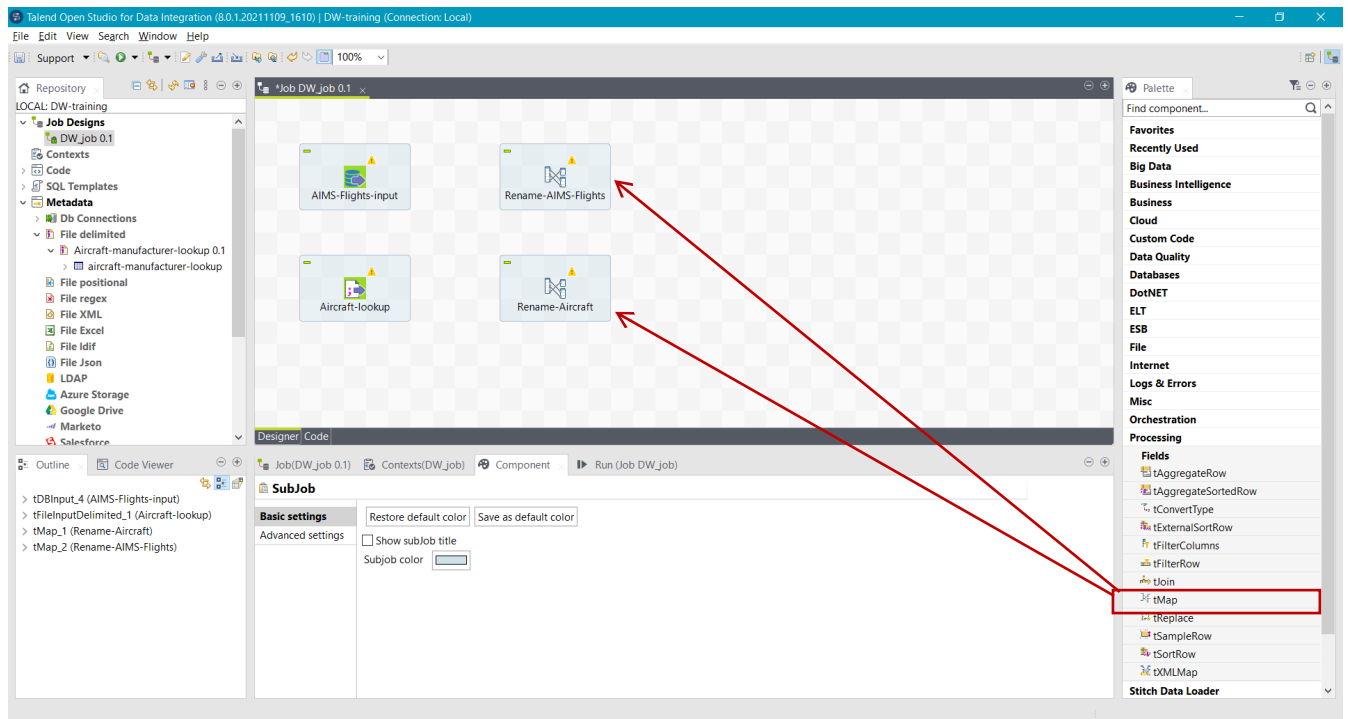 Talend Open Studio for Data Integration (8.0.1.20211109_1610) | DW-training (Connection: Local)
File Edit View Search Window Help
Support 100%
Repository
LOCAL: DW-training
Job Designs
DW_job 0.1
Contexts
Code
SQL Templates
Metadata
Db Connections
File delimited
Aircraft-manufacturer-lookup 0.1
aircraft-manufacturer-lookup
File positional
File regex
File XML
File Excel
File ldif
File Json
LDAP
Azure Storage
Google Drive
Marketo
Salesforce
*Job DW_job 0.1
AIMS-Flights-input
Rename-AIMS-Flights
Aircraft-lookup
Rename-Aircraft
Designer Code
Palette
Find component...
Favorites
Recently Used
Big Data
Business Intelligence
Business
Cloud
Custom Code
Data Quality
Databases
DotNET
ELT
ESB
File
Internet
Logs & Errors
Misc
Orchestration
Processing
Fields
tAggregateRow
tAggregateSortedRow
tConvertType
tExternalSortRow
tFilterColumns
tFilterRow
tJoin
tMap
tReplace
tSampleRow
tSortRow
tXMLMap
Stitch Data Loader
Outline Code Viewer
tDBInput_4 (AIMS-Flights-input)
tFileInputDelimited_1 (Aircraft-lookup)
tMap_1 (Rename-Aircraft)
tMap_2 (Rename-AIMS-Flights)
Job(DW_job 0.1) Contexts(DW_job) Component Run (Job DW_job)
SubJob
Basic settings
Advanced settings
Restore default color Save as default color
Show subJob title
Subjob color